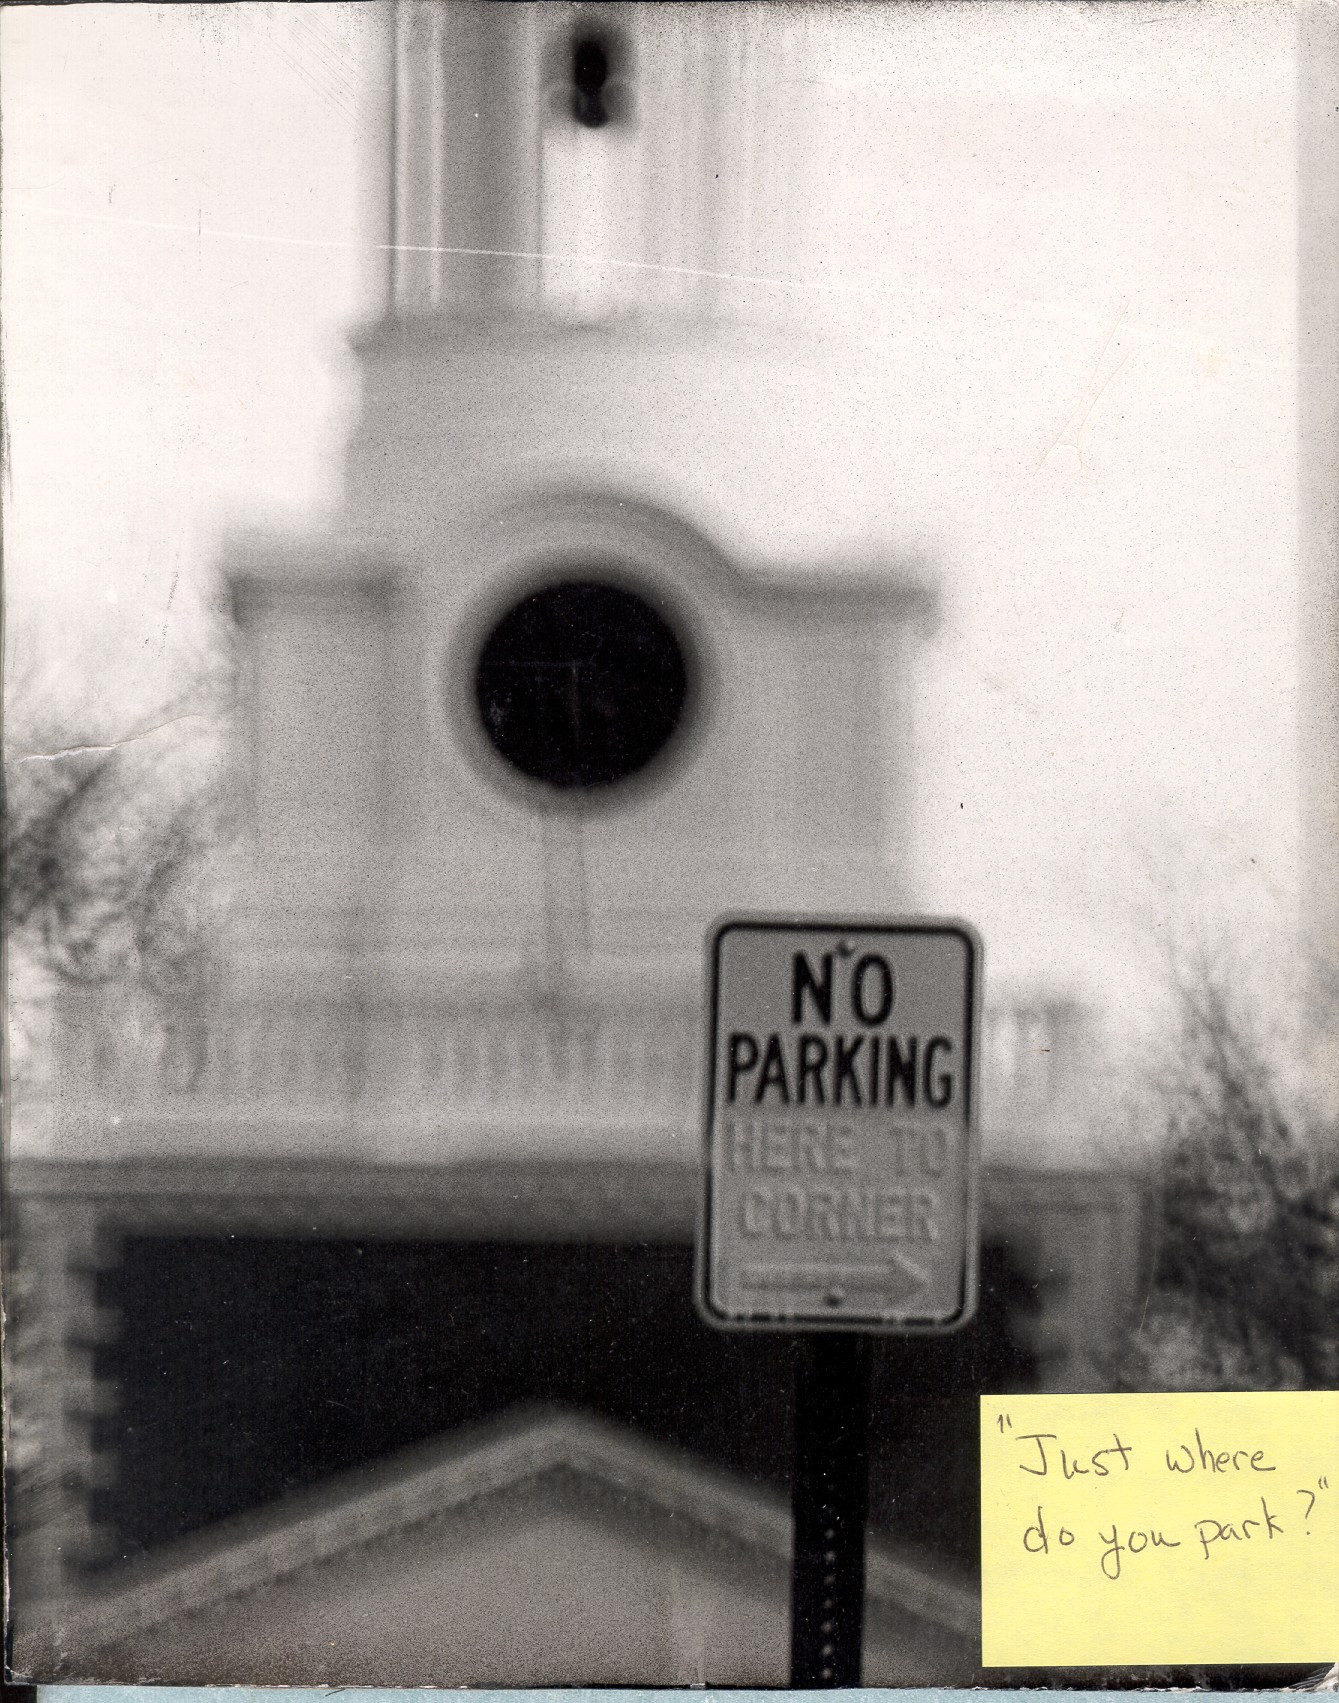 NO
PARKING
HERE TO
CORNER
"Just where
do you park?"